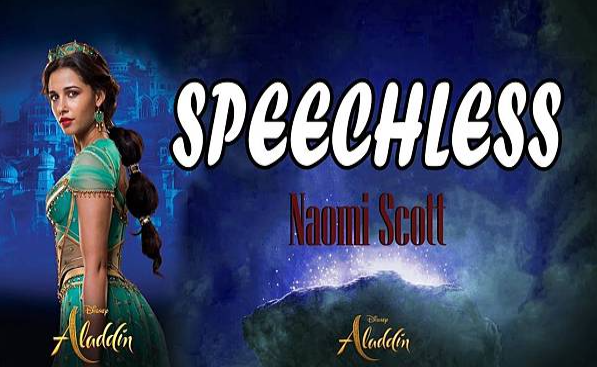 SPEECHLESS
Naomi Scott
Disney
Aladdin
Disney
Aladdin